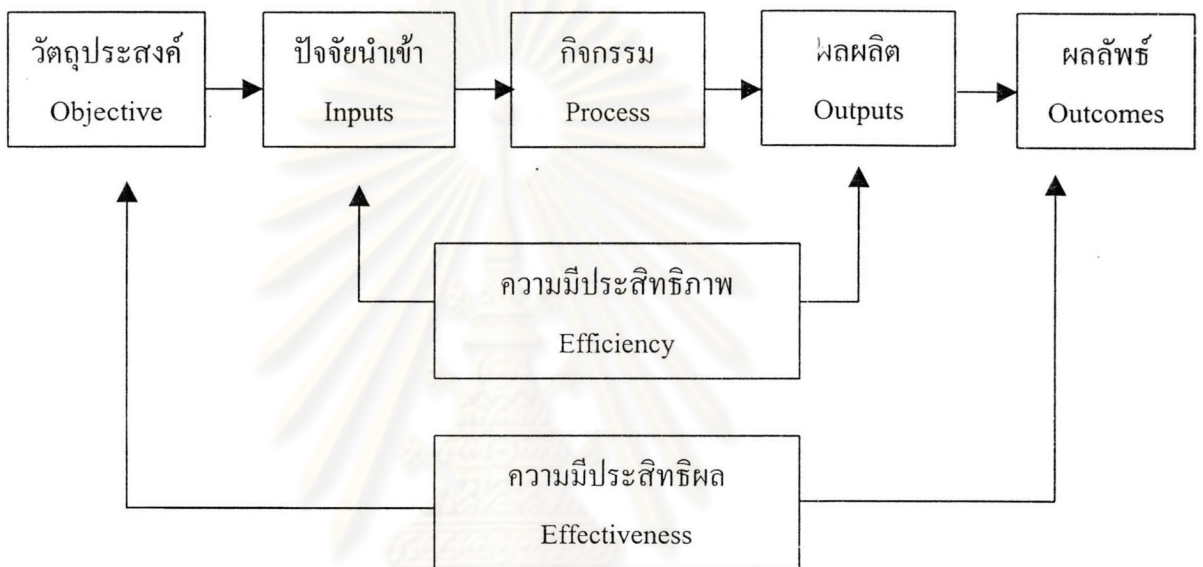 วัตถุประสงค์
Objective
ปัจจัยนำเข้า
Inputs
กิจกรรม
Process
ผลผลิต
Outputs
ผลลัพธ์
Outcomes
ความมีประสิทธิภาพ
Efficiency
ความมีประสิทธิผล
Effectiveness